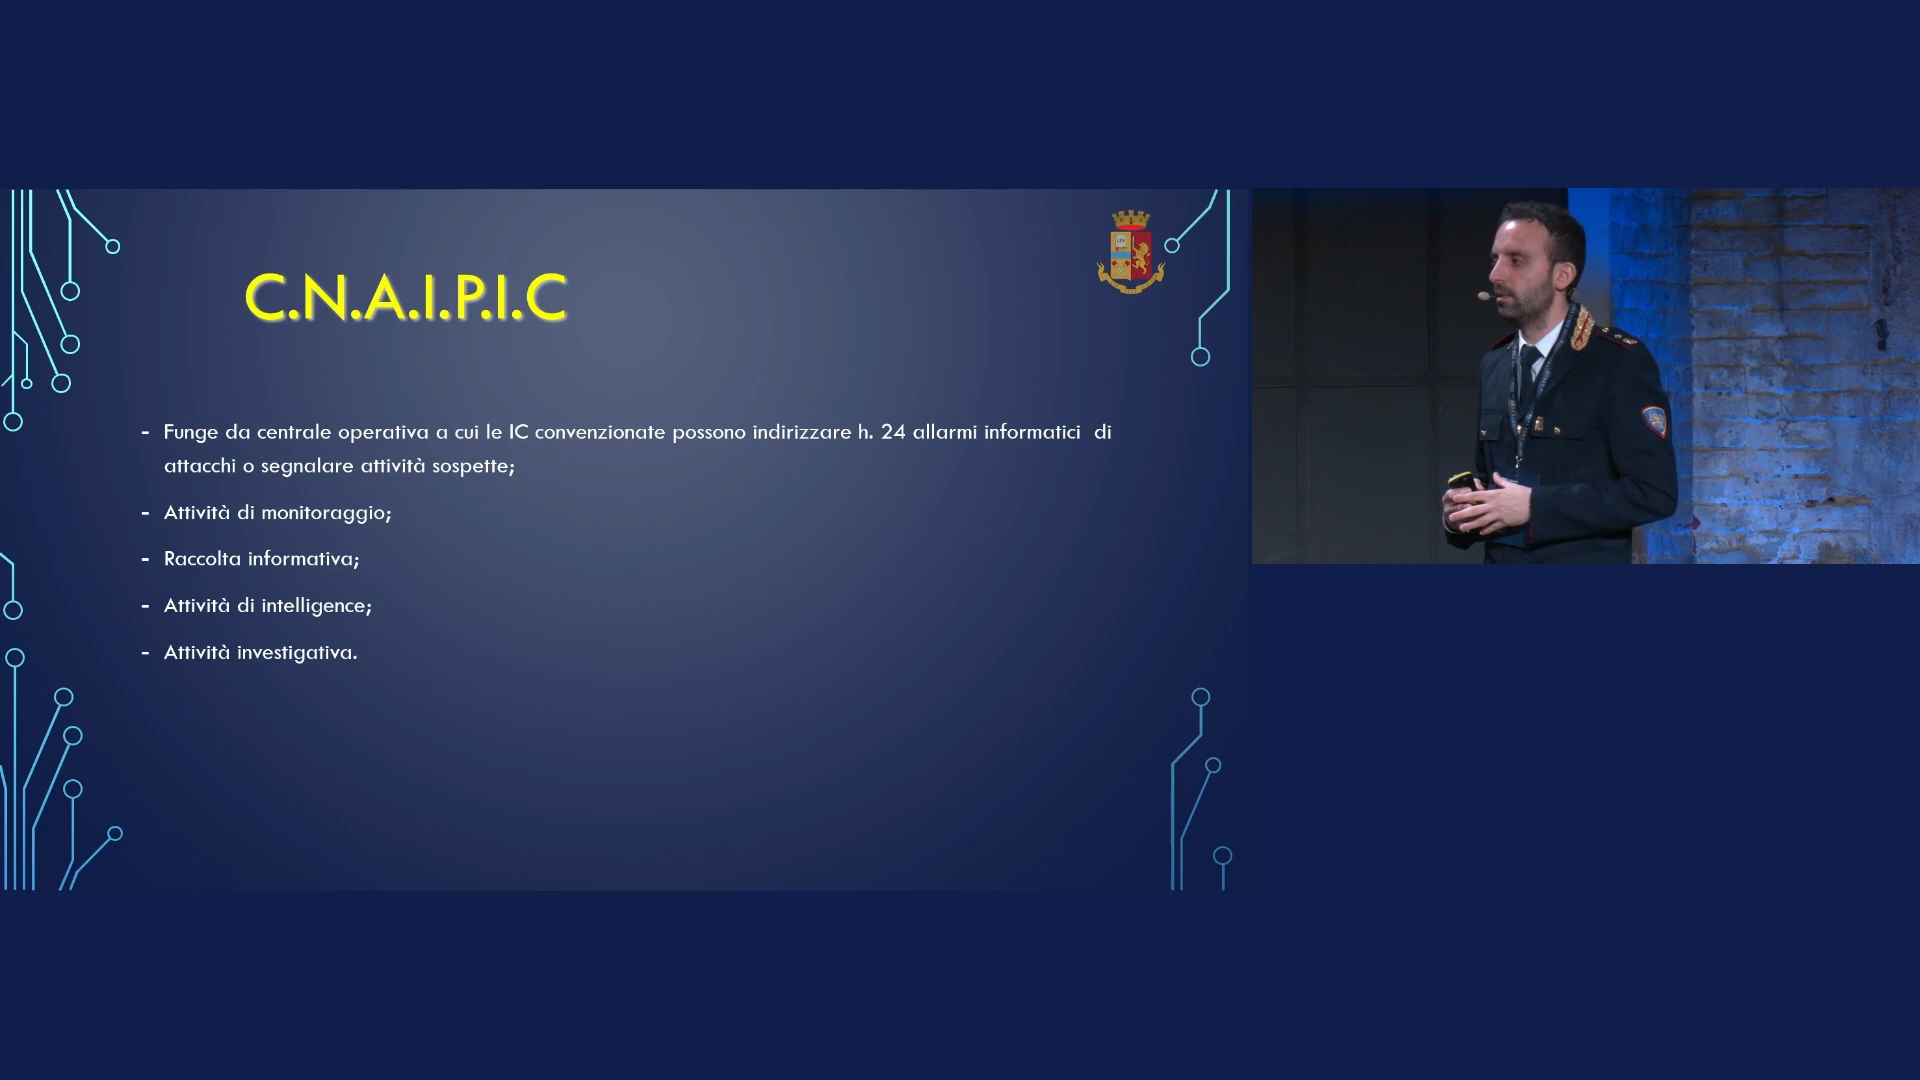 C.N.A.I.P.I.C
- Funge da centrale operativa a cui le IC convenzionate possono indirizzare h. 24 allarmi informatici  di
attacchi o segnalare attività sospette;
- Attività di monitoraggio;
- Raccolta informativa;
- Attività di intelligence;
- Attività investigativa.